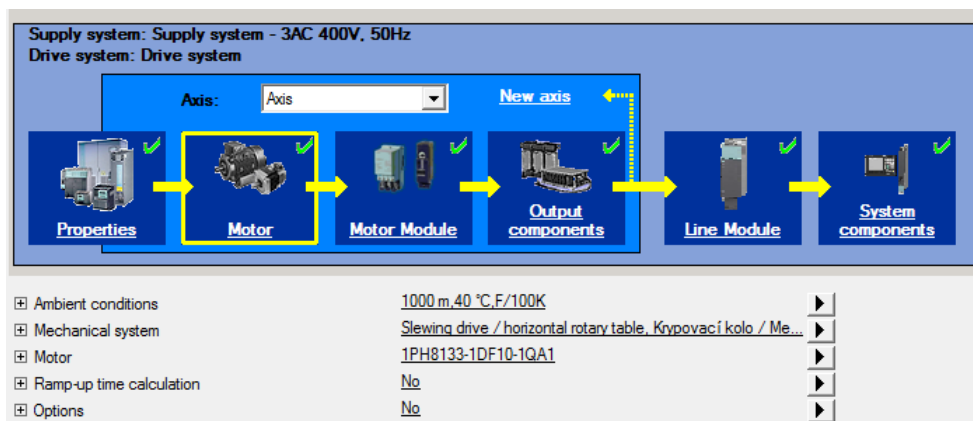 Supply system: Supply system - 3AC 400V, 50Hz
Drive system: Drive system
Axis: Axis New axis
Properties Motor Motor Module Output components Line Module System components
Ambient conditions 1000 m,40 °C,F/100K
Mechanical system Slewing drive / horizontal rotary table, Krypovací kolo / Me...
Motor 1PH8133-1DF10-1QA1
Ramp-up time calculation No
Options No